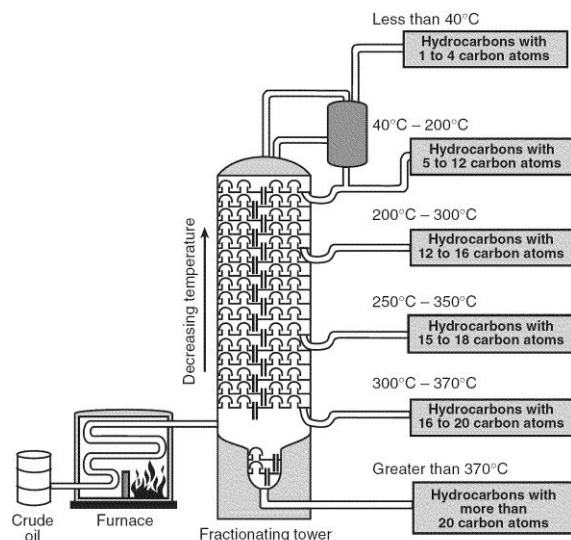 Less than 40°C
Hydrocarbons with
1 to 4 carbon atoms
40°C – 200°C
Hydrocarbons with
5 to 12 carbon atoms
200°C – 300°C
Hydrocarbons with
12 to 16 carbon atoms
Decreasing temperature
250°C – 350°C
Hydrocarbons with
15 to 18 carbon atoms
300°C – 370°C
Hydrocarbons with
16 to 20 carbon atoms
Greater than 370°C
Hydrocarbons with
more than
20 carbon atoms
Crude
oil
Furnace
Fractionating tower